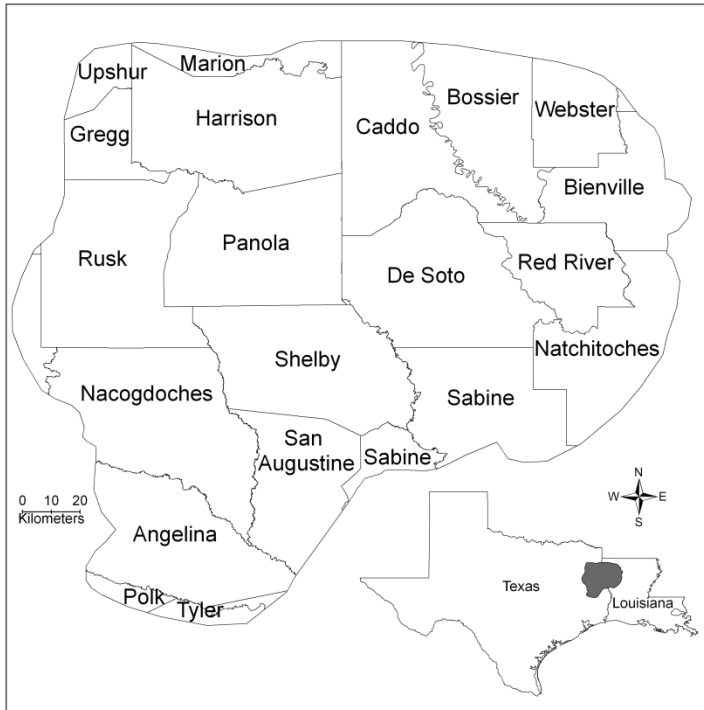 Upshur
Marion
Gregg
Harrison
Caddo
Bossier
Webster
Bienville
Rusk
Panola
De Soto
Red River
Shelby
Natchitoches
Nacogdoches
Sabine
San
Augustine
Sabine
Angelina
Polk
Tyler
0 10 20
Kilometers
N
W E
S
Texas
Louisiana